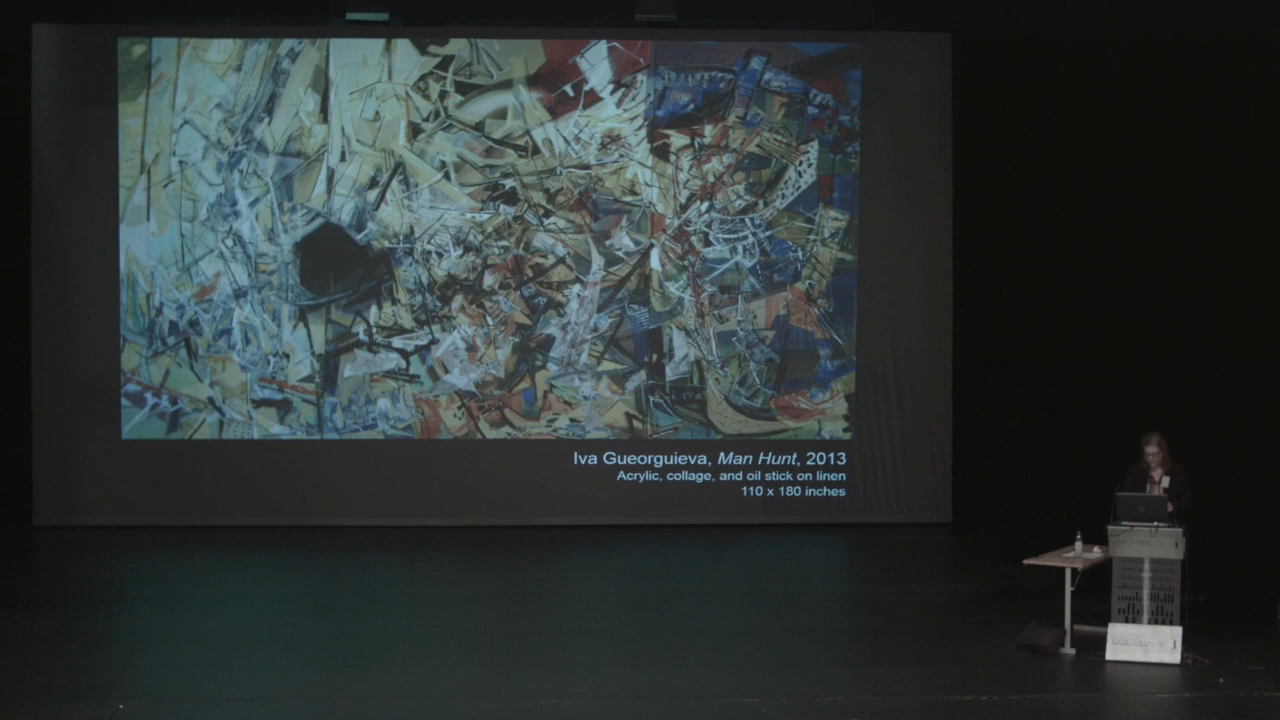 Iva Gueorguieva, Man Hunt, 2013
Acrylic, collage, and oil stick on linen
110 x 180 inches